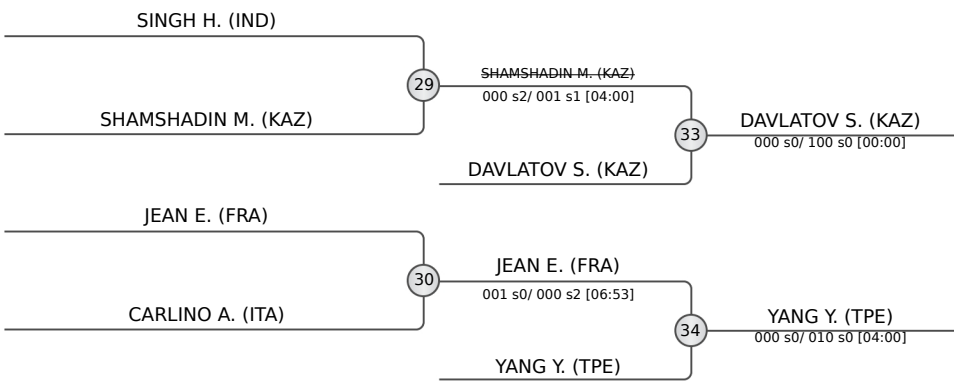 SINGH H. (IND)
29
SHAMSHADIN M. (KAZ)
000 s2/ 001 s1 [04:00]
SHAMSHADIN M. (KAZ)
33
DAVLATOV S. (KAZ)
000 s0/ 100 s0 [00:00]
DAVLATOV S. (KAZ)
JEAN E. (FRA)
30
JEAN E. (FRA)
001 s0/ 000 s2 [06:53]
CARLINO A. (ITA)
34
YANG Y. (TPE)
000 s0/ 010 s0 [04:00]
YANG Y. (TPE)